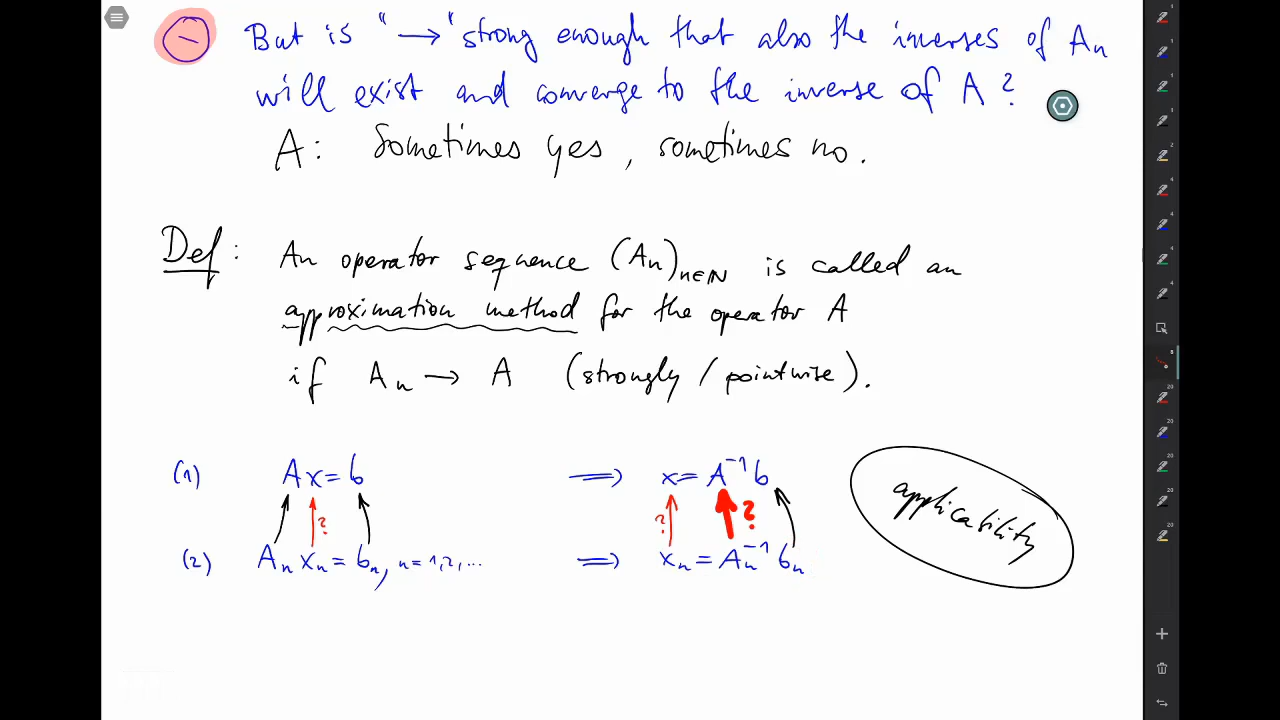 But is "→" strong enough that also the inverses of Aₙ
will exist and converge to the inverse of A?
A: Sometimes yes, sometimes no.
Def: An operator sequence (Aₙ)ₙ∈ℕ is called an
approximation method for the operator A
if Aₙ → A (strongly / pointwise).
(1) Ax = b ⟹ x = A⁻¹b
? ? ?
(2) Aₙxₙ = bₙ, n = 1,2,... ⟹ xₙ = Aₙ⁻¹bₙ
applicability